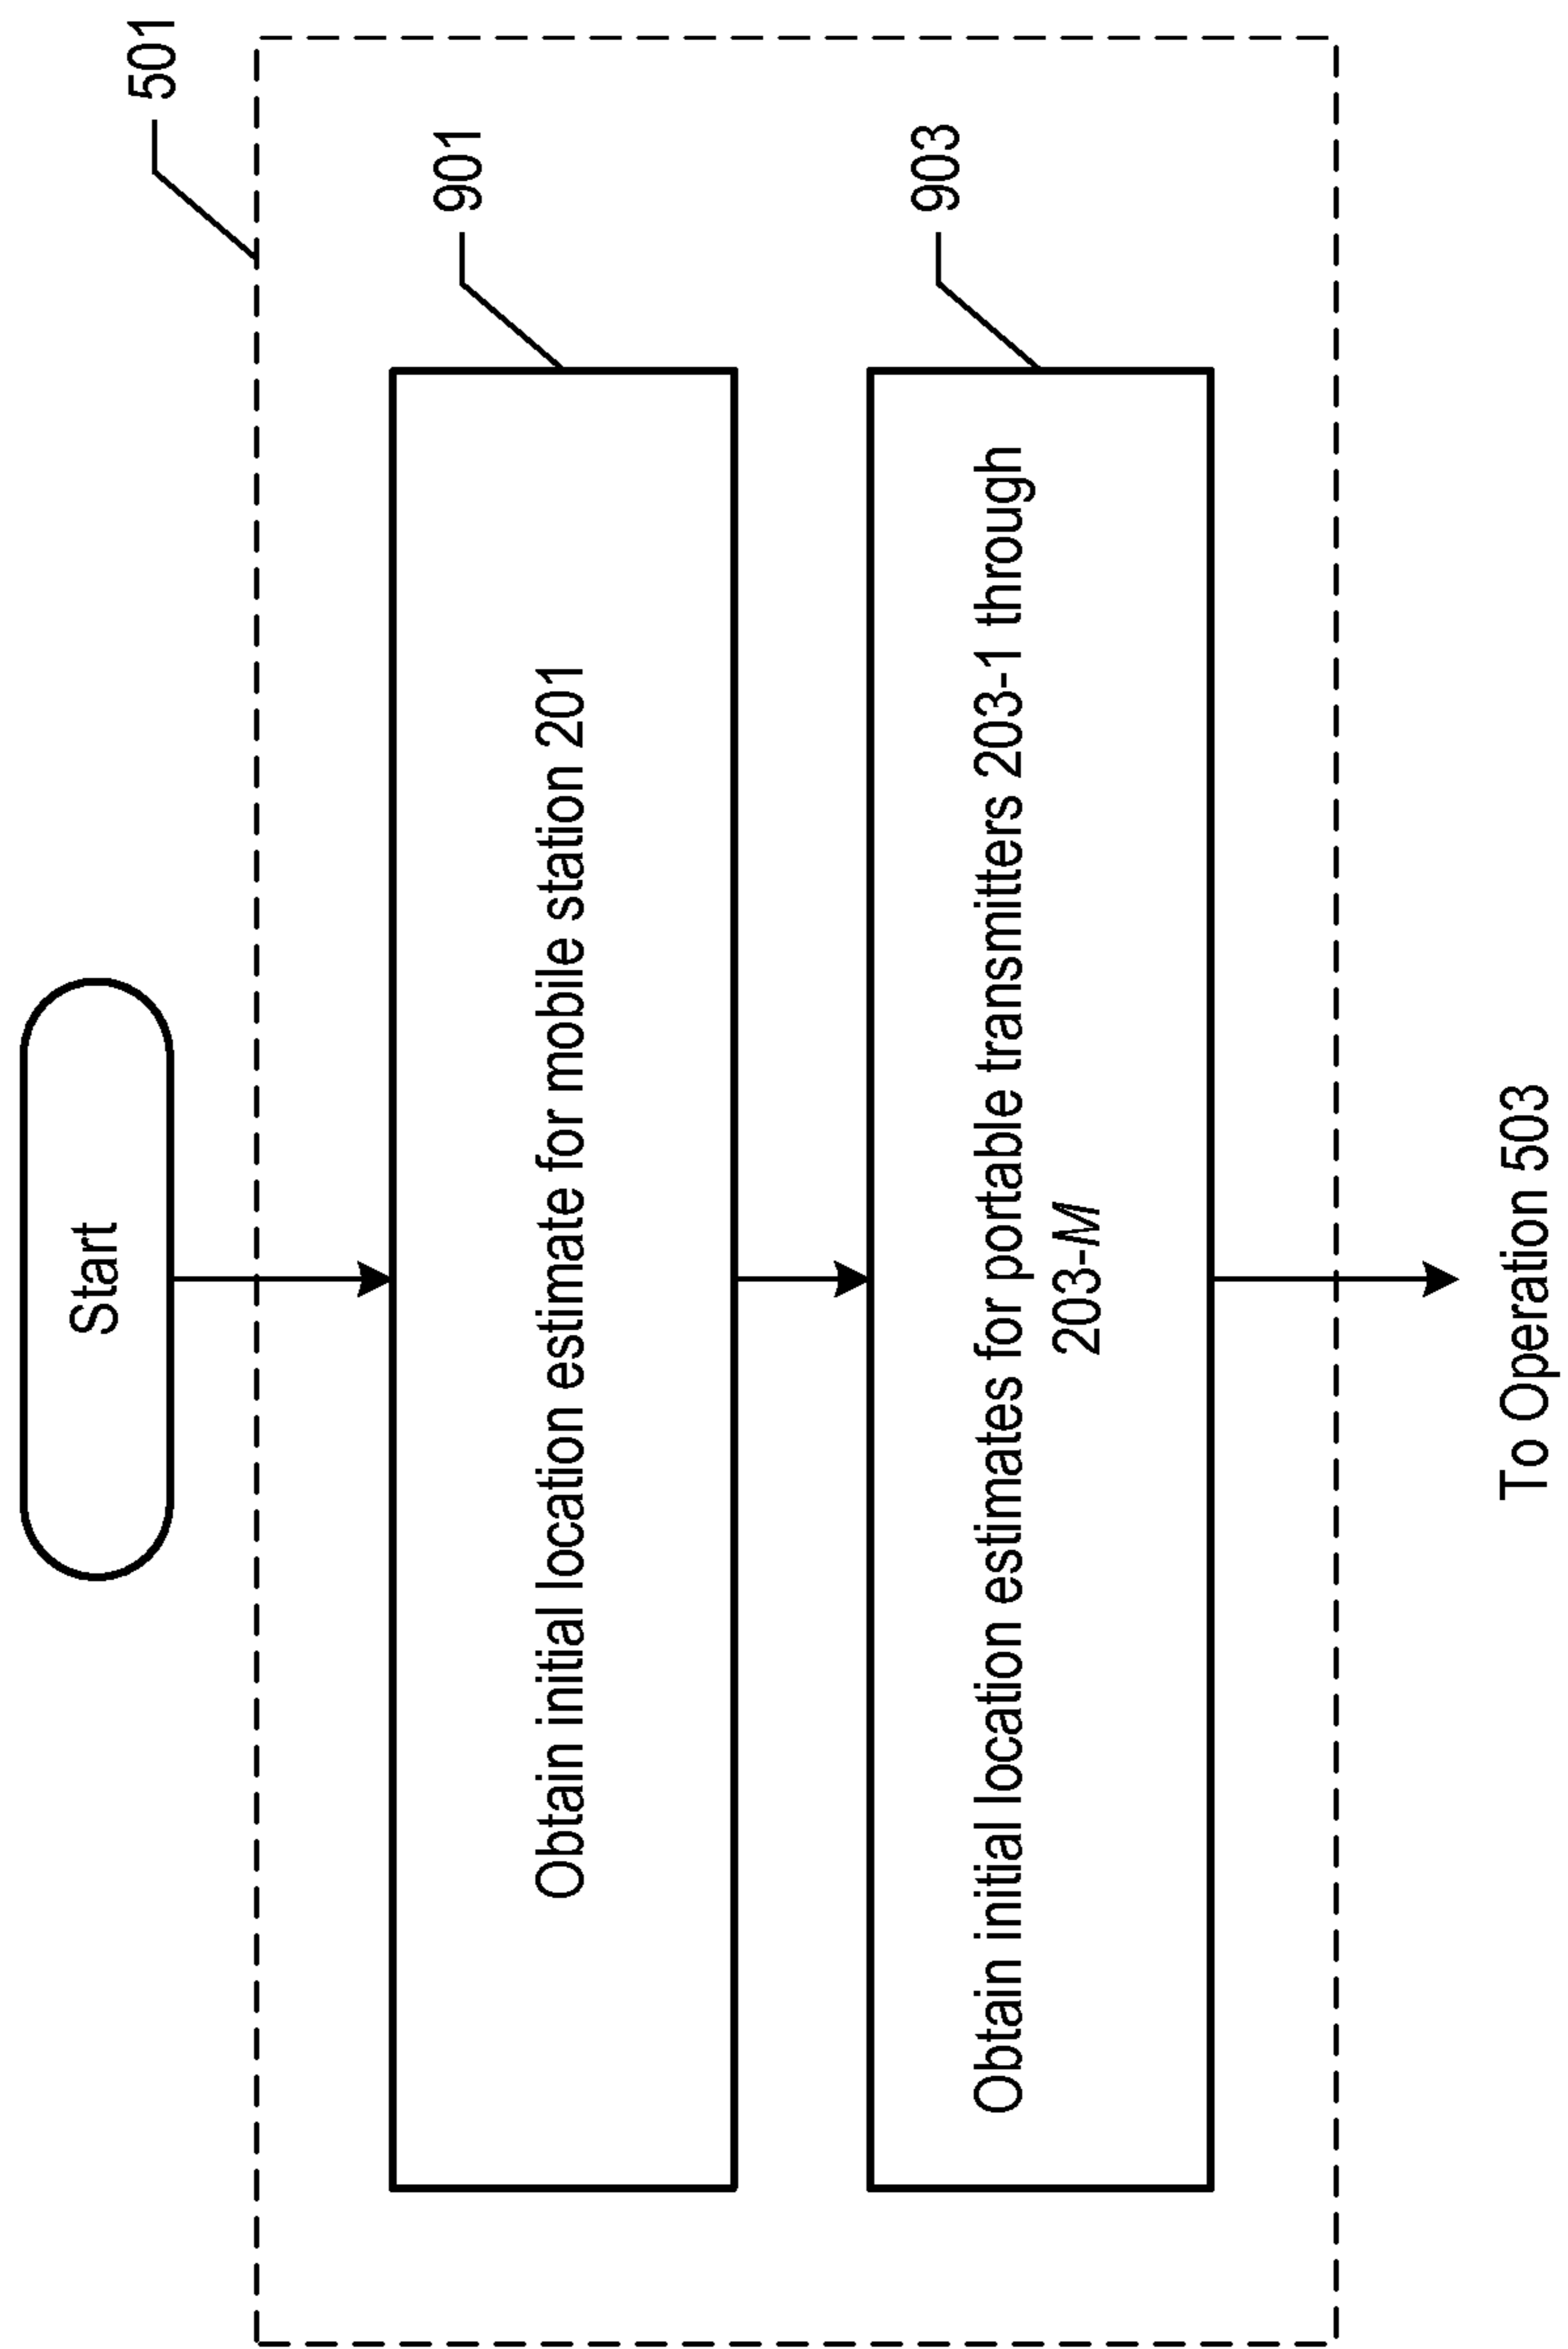 Start
501
901
Obtain initial location estimate for mobile station 201
903
Obtain initial location estimates for portable transmitters 203-1 through
203-M
To Operation 503